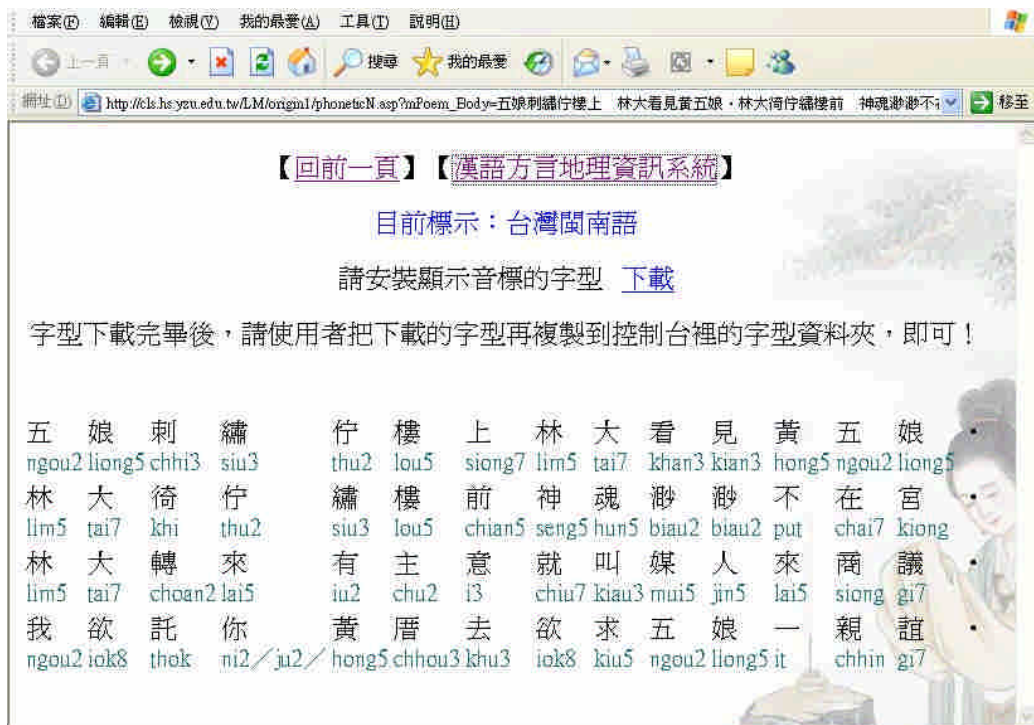 檔案(F) 編輯(E) 檢視(V) 我的最愛(A) 工具(T) 說明(H)
上一頁 搜尋 我的最愛
網址(D) http://cls.hs.yzu.edu.tw/LM/origin1/phoneticN.asp?mPoem_Body=五娘刺繡佇樓上 林大看見黃五娘・林大徛佇繡樓前 神魂渺渺不在 移至
【回前一頁】【漢語方言地理資訊系統】
目前標示：台灣閩南語
請安裝顯示音標的字型 下載
字型下載完畢後，請使用者把下載的字型再複製到控制台裡的字型資料夾，即可！
五 娘 刺 繡 佇 樓 上 林 大 看 見 黃 五 娘 ・
ngou2 liong5 chhi3 siu3 thu2 lou5 siong7 lim5 tai7 khan3 kian3 hong5 ngou2 liong5
林 大 徛 佇 繡 樓 前 神 魂 渺 渺 不 在 宮 ・
lim5 tai7 khi thu2 siu3 lou5 chian5 seng5 hun5 biau2 biau2 put chai7 kiong
林 大 轉 來 有 主 意 就 叫 媒 人 來 商 議 ・
lim5 tai7 choan2 lai5 iu2 chu2 i3 chiu7 kiau3 mui5 jin5 lai5 siong gi7
我 欲 託 你 黃 厝 去 欲 求 五 娘 一 親 誼 ・
ngou2 iok8 thok ni2／ju2／ hong5 chhou3 khu3 iok8 kiu5 ngou2 liong5 it chhin gi7